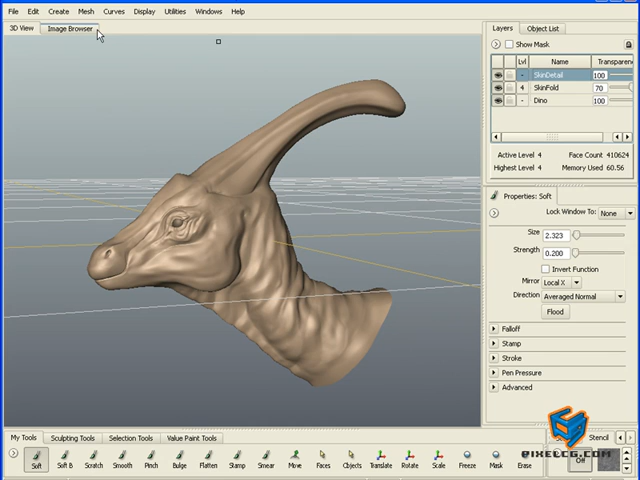 File Edit Create Mesh Curves Display Utilities Windows Help
3D View Image Browser
Layers Object List
Show Mask
Lvl Name Transparen
- SkinDetail 100
4 SkinFold 70
- Dino 100
Active Level 4 Face Count 410624
Highest Level 4 Memory Used 60.56
Properties: Soft
Lock Window To: None
Size 2.323
Strength 0.200
Invert Function
Mirror Local X
Direction Averaged Normal
Flood
Falloff
Stamp
Stroke
Pen Pressure
Advanced
My Tools Sculpting Tools Selection Tools Value Paint Tools
Stencil
Soft Soft B Scratch Smooth Pinch Bulge Flatten Stamp Smear Move Faces Objects Translate Rotate Scale Freeze Mask Erase
Off
PIXELCG.COM